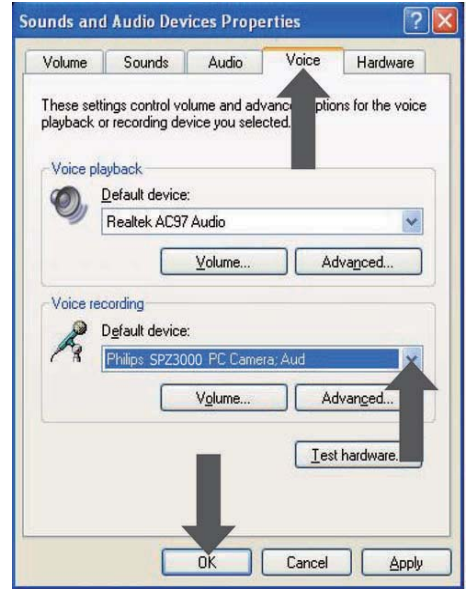 Sounds and Audio Devices Properties
Volume Sounds Audio Voice Hardware
These settings control volume and advanc ptions for the voice
playback or recording device you selected.
Voice playback
Default device:
Realtek AC97 Audio
Volume... Advanced...
Voice recording
Default device:
Philips SPZ3000 PC Camera; Aud
Volume... Advanced...
Test hardware...
OK Cancel Apply